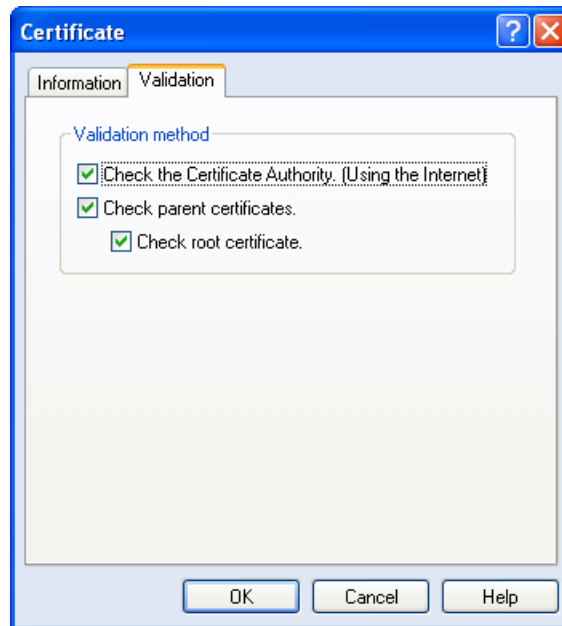 Certificate
Information Validation
Validation method
Check the Certificate Authority. (Using the Internet)
Check parent certificates.
Check root certificate.
OK Cancel Help